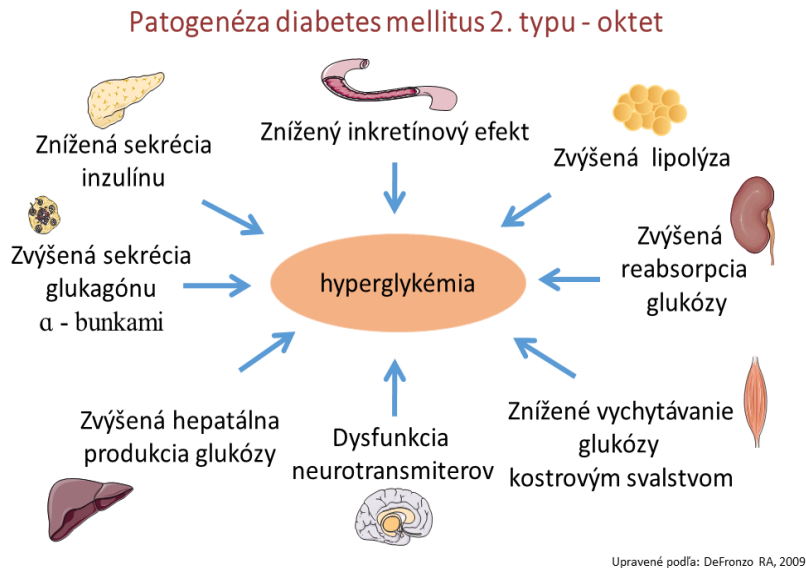 Patogenéza diabetes mellitus 2. typu - oktet
Znížená sekrécia
inzulínu
Znížený inkretínový efekt
Zvýšená lipolýza
Zvýšená sekrécia
glukagónu
α - bunkami
hyperglykémia
Zvýšená
reabsorpcia
glukózy
Zvýšená hepatálna
produkcia glukózy
Dysfunkcia
neurotransmiterov
Znížené vychytávanie
glukózy
kostrovým svalstvom
Upravené podľa: DeFronzo RA, 2009